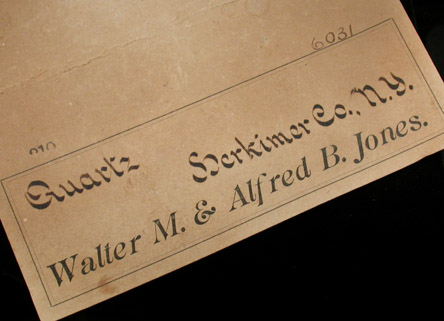 6031
Quartz Herkimer Co., N.Y.
Walter M. & Alfred B. Jones.